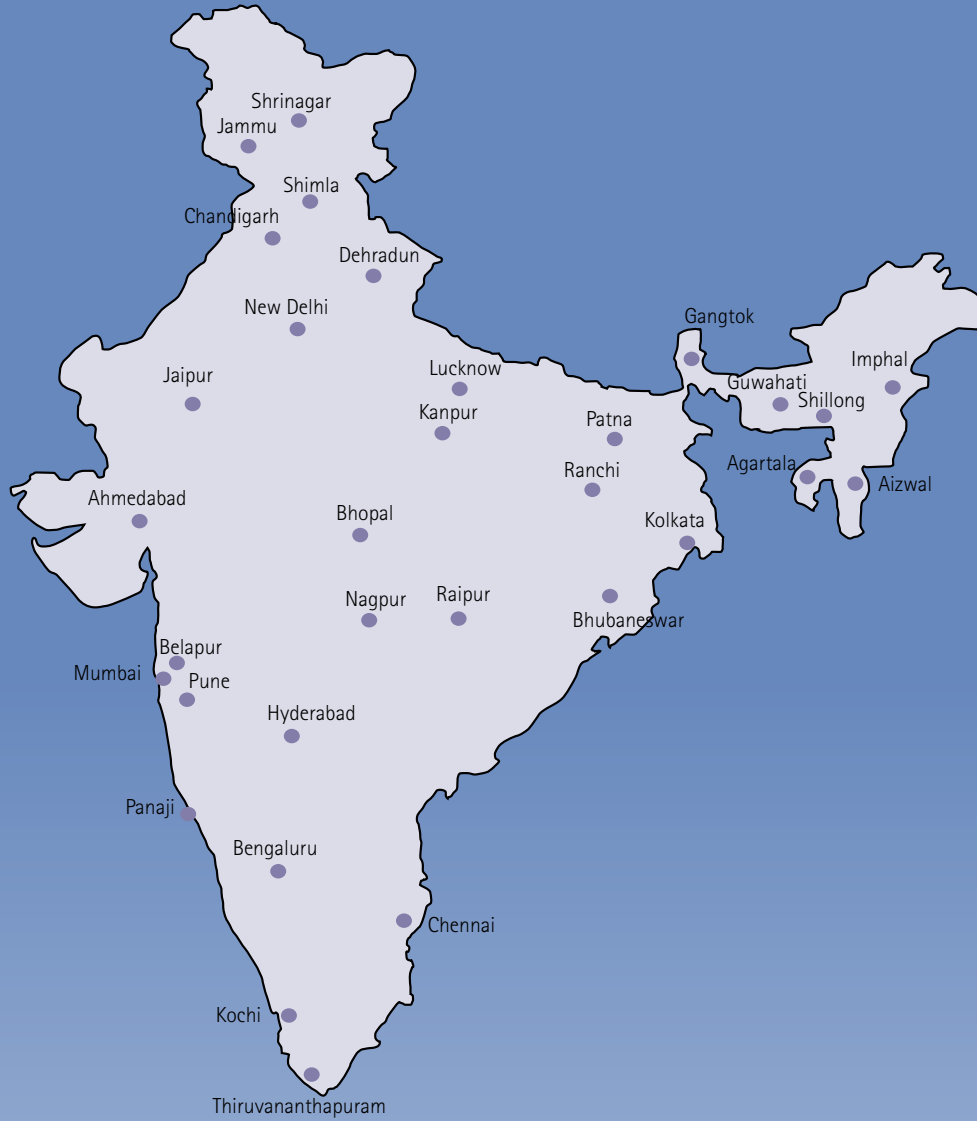 Shrinagar
Jammu
Shimla
Chandigarh
Dehradun
New Delhi
Gangtok
Lucknow
Imphal
Jaipur
Guwahati
Shillong
Kanpur
Patna
Ranchi
Agartala
Aizwal
Ahmedabad
Bhopal
Kolkata
Nagpur
Raipur
Bhubaneswar
Belapur
Mumbai
Pune
Hyderabad
Panaji
Bengaluru
Chennai
Kochi
Thiruvananthapuram